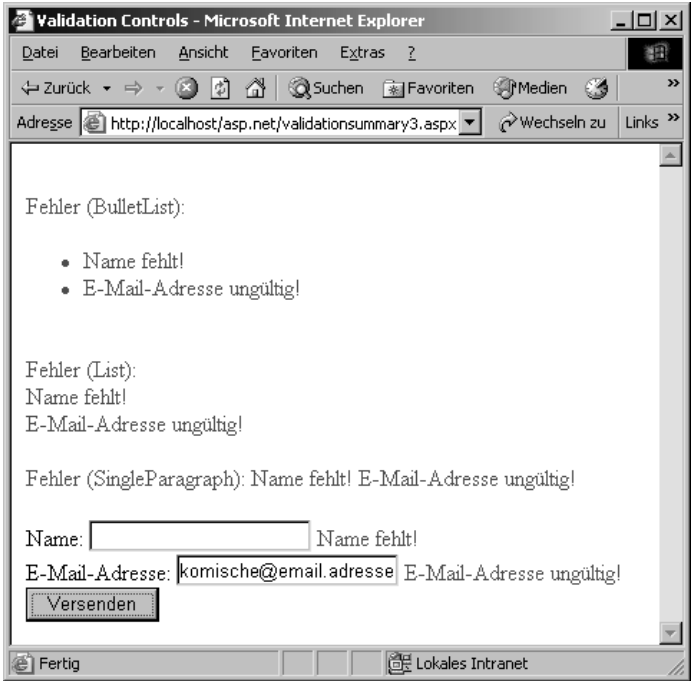 Validation Controls - Microsoft Internet Explorer
Datei Bearbeiten Ansicht Favoriten Extras ?
Zurück Suchen Favoriten Medien »
Adresse http://localhost/asp.net/validationsummary3.aspx Wechseln zu Links »
Fehler (BulletList):
• Name fehlt!
• E-Mail-Adresse ungültig!
Fehler (List):
Name fehlt!
E-Mail-Adresse ungültig!
Fehler (SingleParagraph): Name fehlt! E-Mail-Adresse ungültig!
Name: Name fehlt!
E-Mail-Adresse: komische@email.adresse E-Mail-Adresse ungültig!
Versenden
Fertig Lokales Intranet